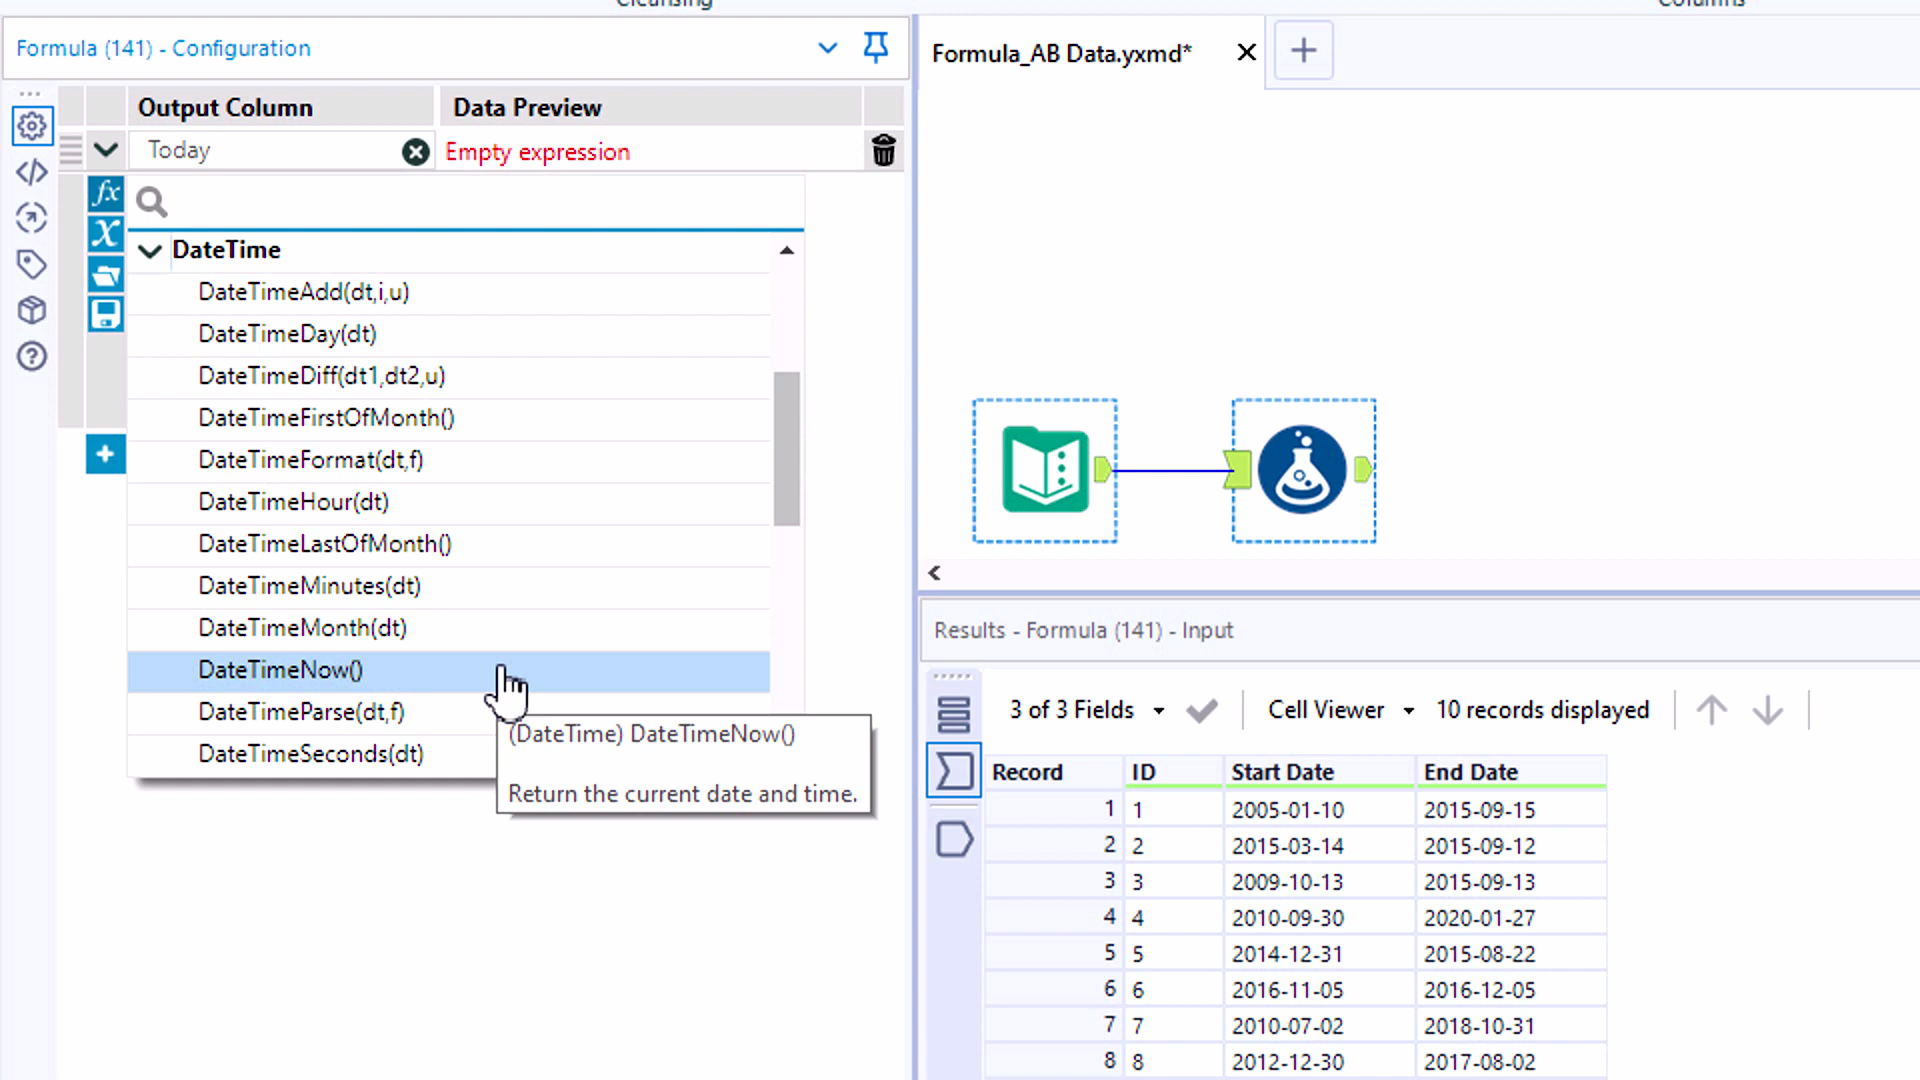 Cleansing
Columns
Formula (141) - Configuration
Formula_AB Data.yxmd*
Output Column Data Preview
Today Empty expression
DateTime
DateTimeAdd(dt,i,u)
DateTimeDay(dt)
DateTimeDiff(dt1,dt2,u)
DateTimeFirstOfMonth()
DateTimeFormat(dt,f)
DateTimeHour(dt)
DateTimeLastOfMonth()
DateTimeMinutes(dt)
DateTimeMonth(dt)
DateTimeNow()
DateTimeParse(dt,f)
DateTimeSeconds(dt)
(DateTime) DateTimeNow()
Return the current date and time.
Results - Formula (141) - Input
3 of 3 Fields Cell Viewer 10 records displayed
Record ID Start Date End Date
1 1 2005-01-10 2015-09-15
2 2 2015-03-14 2015-09-12
3 3 2009-10-13 2015-09-13
4 4 2010-09-30 2020-01-27
5 5 2014-12-31 2015-08-22
6 6 2016-11-05 2016-12-05
7 7 2010-07-02 2018-10-31
8 8 2012-12-30 2017-08-02